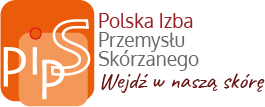 PIPS
Polska Izba
Przemysłu
Skórzanego
Wejdź w naszą skórę